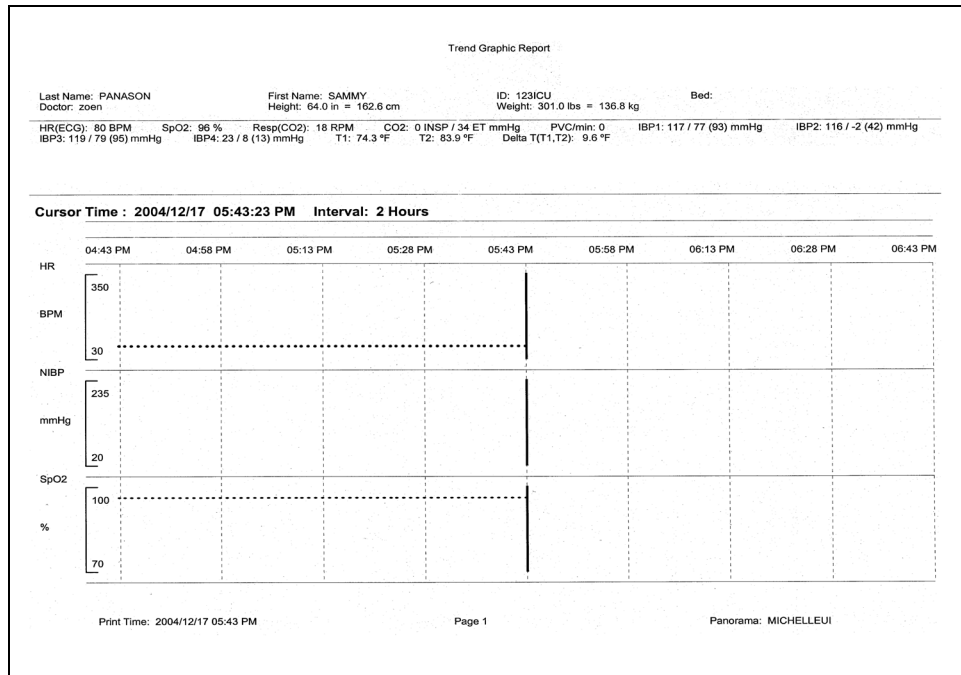 Trend Graphic Report
Last Name: PANASON First Name: SAMMY ID: 123ICU Bed:
Doctor: zoen Height: 64.0 in = 162.6 cm Weight: 301.0 lbs = 136.8 kg
HR(ECG): 80 BPM SpO2: 96 % Resp(CO2): 18 RPM CO2: 0 INSP / 34 ET mmHg PVC/min: 0 IBP1: 117 / 77 (93) mmHg IBP2: 116 / -2 (42) mmHg
IBP3: 119 / 79 (95) mmHg IBP4: 23 / 8 (13) mmHg T1: 74.3 ºF T2: 83.9 ºF Delta T(T1,T2): 9.6 ºF
Cursor Time : 2004/12/17 05:43:23 PM Interval: 2 Hours
04:43 PM 04:58 PM 05:13 PM 05:28 PM 05:43 PM 05:58 PM 06:13 PM 06:28 PM 06:43 PM
HR
350
BPM
30
NIBP
235
mmHg
20
SpO2
100
%
70
Print Time: 2004/12/17 05:43 PM Page 1 Panorama: MICHELLEUI